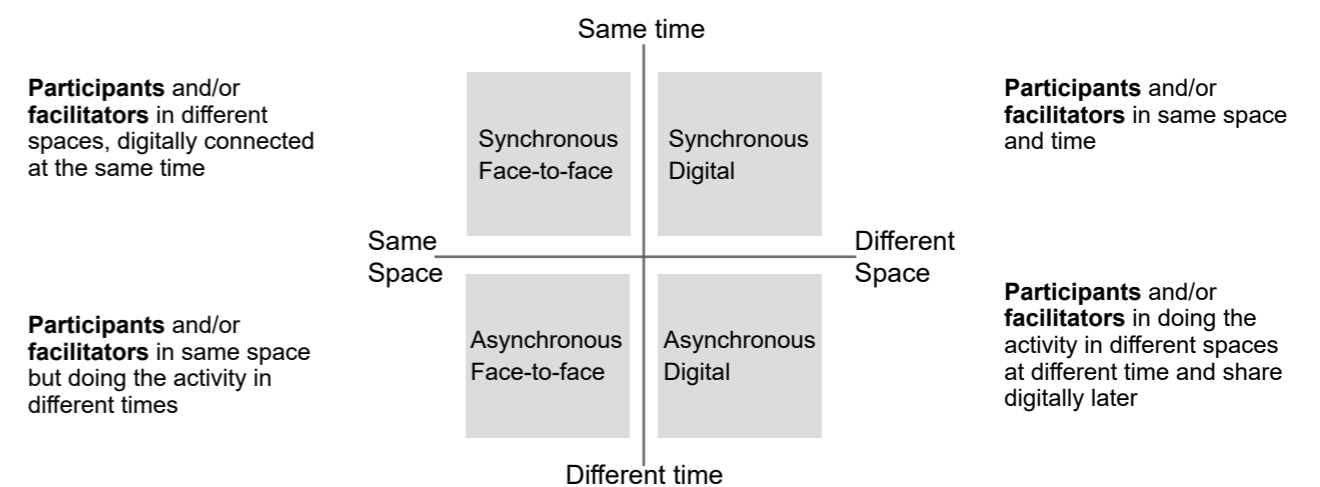 Same time
Participants and/or
facilitators in different
spaces, digitally connected
at the same time
Synchronous
Face-to-face
Synchronous
Digital
Participants and/or
facilitators in same space
and time
Same
Space
Different
Space
Participants and/or
facilitators in same space
but doing the activity in
different times
Asynchronous
Face-to-face
Asynchronous
Digital
Participants and/or
facilitators in doing the
activity in different spaces
at different time and share
digitally later
Different time